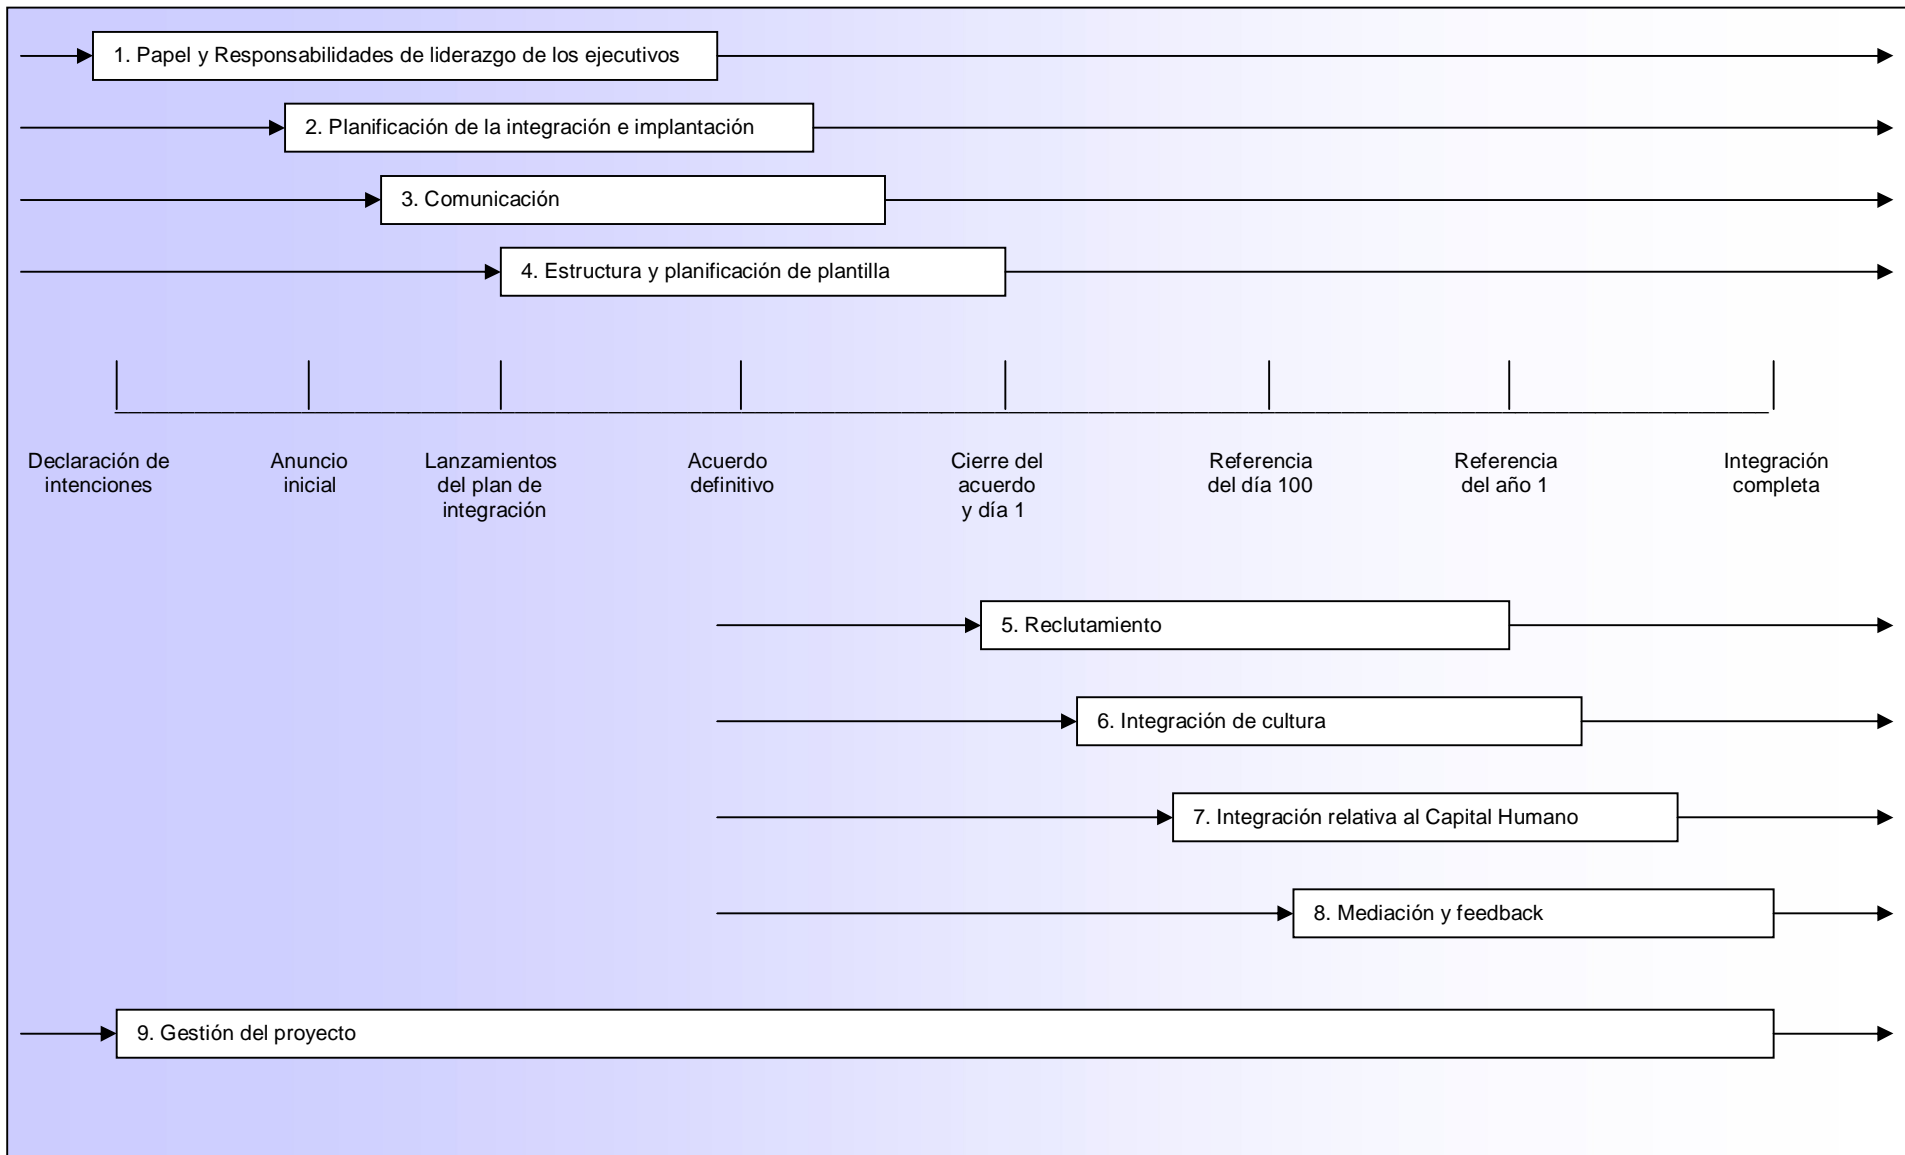 1. Papel y Responsabilidades de liderazgo de los ejecutivos
2. Planificación de la integración e implantación
3. Comunicación
4. Estructura y planificación de plantilla
Declaración de
intenciones
Anuncio
inicial
Lanzamientos
del plan de
integración
Acuerdo
definitivo
Cierre del
acuerdo
y día 1
Referencia
del día 100
Referencia
del año 1
Integración
completa
5. Reclutamiento
6. Integración de cultura
7. Integración relativa al Capital Humano
8. Mediación y feedback
9. Gestión del proyecto